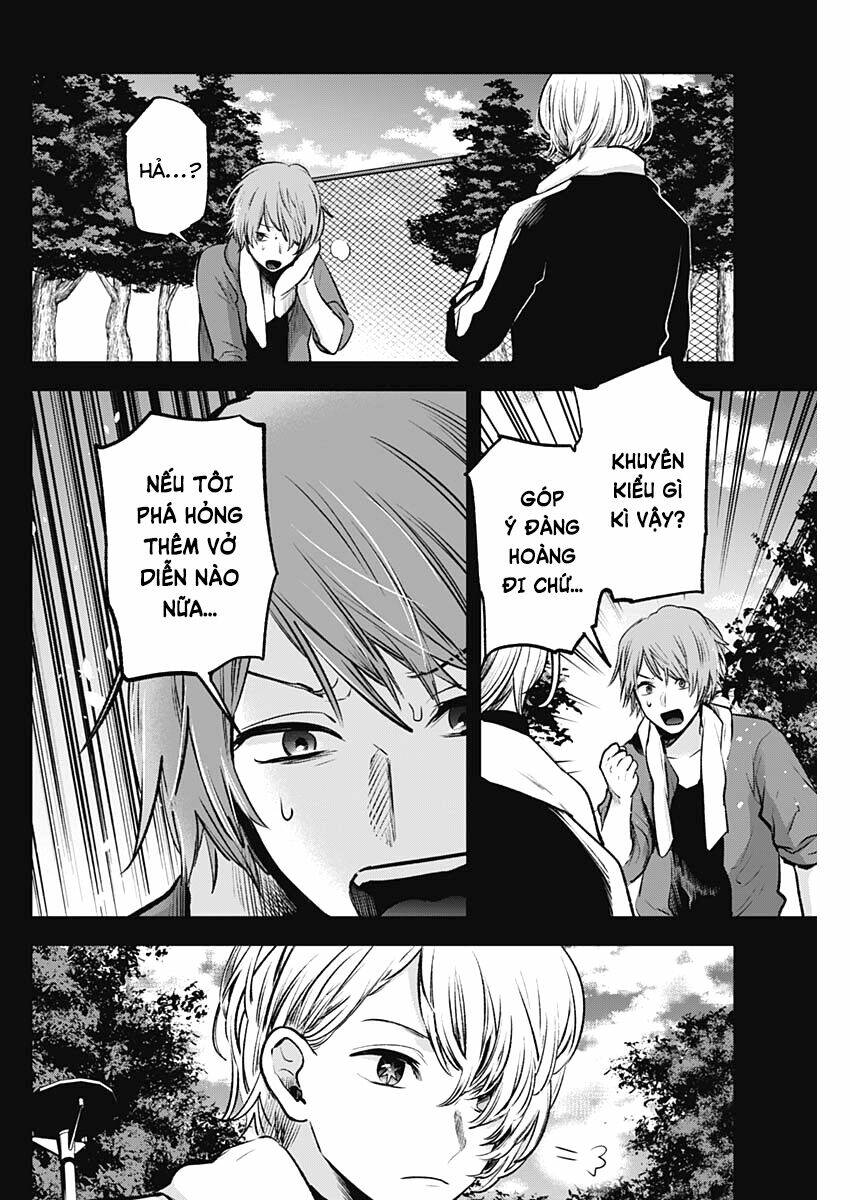 HẢ...?
KHUYÊN
KIỂU GÌ
KÌ VẬY?
GÓP
Ý ĐÀNG
HOÀNG
ĐI CHỨ...
NẾU TÔI
PHÁ HỎNG
THÊM VỞ
DIỄN NÀO
NỮA...